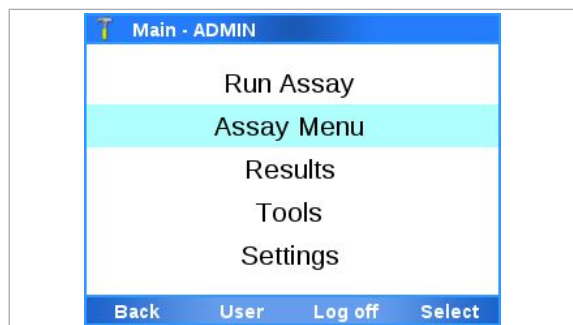 Main - ADMIN
Run Assay
Assay Menu
Results
Tools
Settings
Back User Log off Select